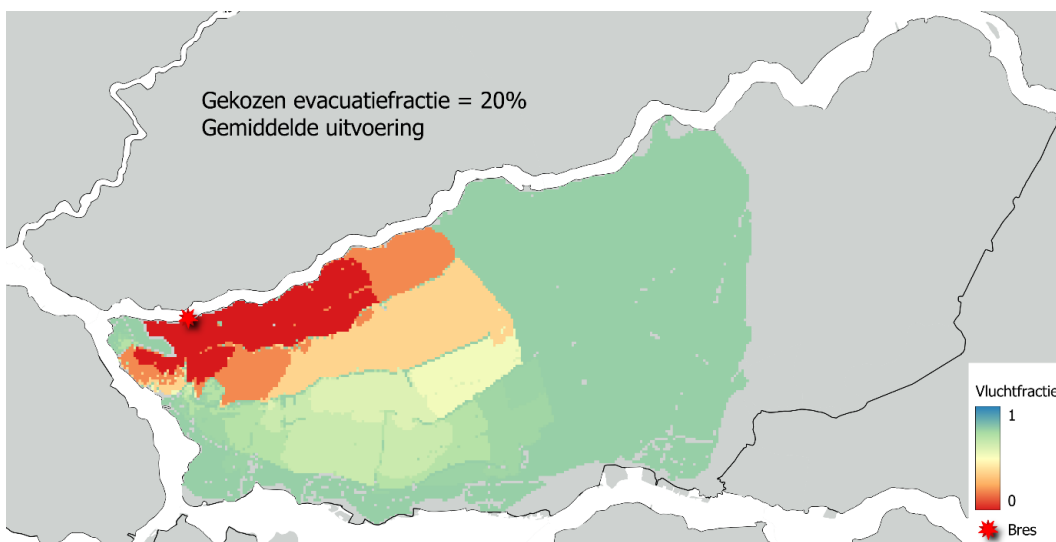 Gekozen evacuatiefractie = 20%
Gemiddelde uitvoering
Vluchtfractie
1
0
Bres